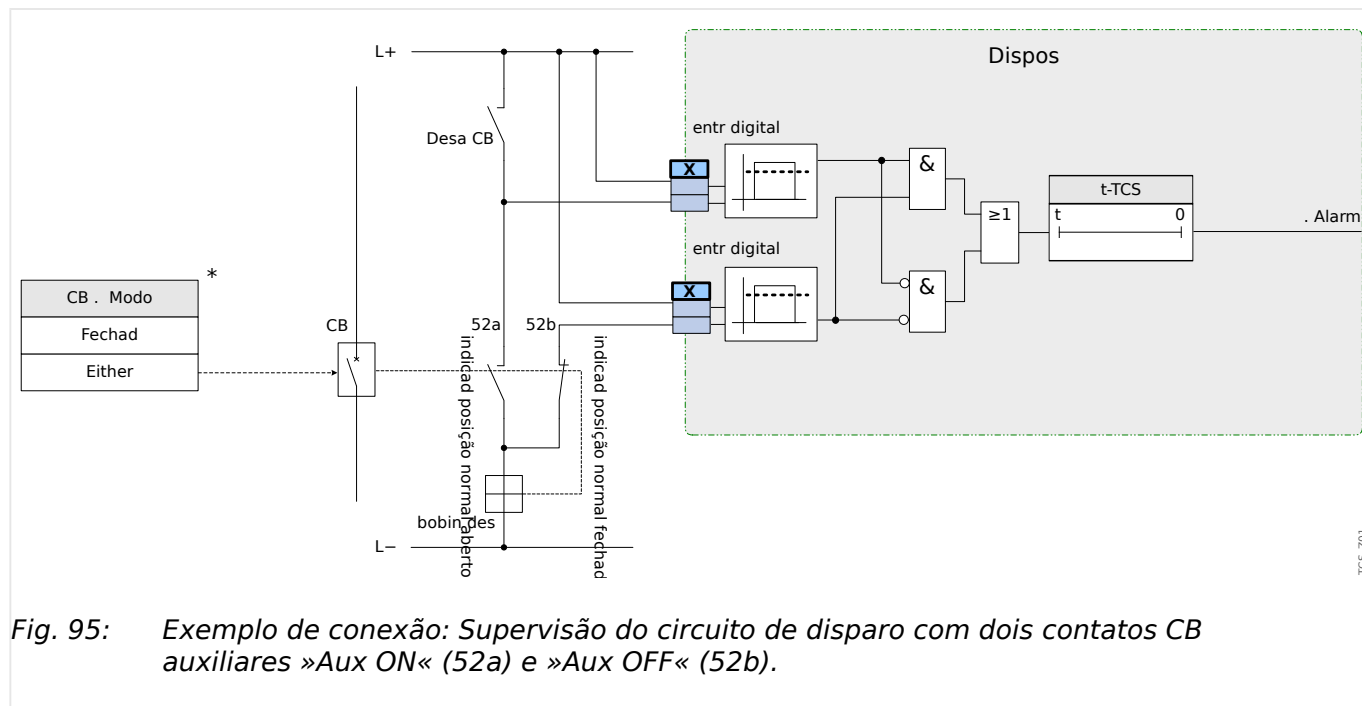 Dispos
L+
Desa CB
entr digital
X
&
t-TCS
t 0
≥1
. Alarm
entr digital
X
&
*
CB . Modo
Fechad
Either
CB
52a
52b
indicad posição normal aberto
indicad posição normal fechad
bobin des
L−
Fig. 95: Exemplo de conexão: Supervisão do circuito de disparo com dois contatos CB
auxiliares »Aux ON« (52a) e »Aux OFF« (52b).